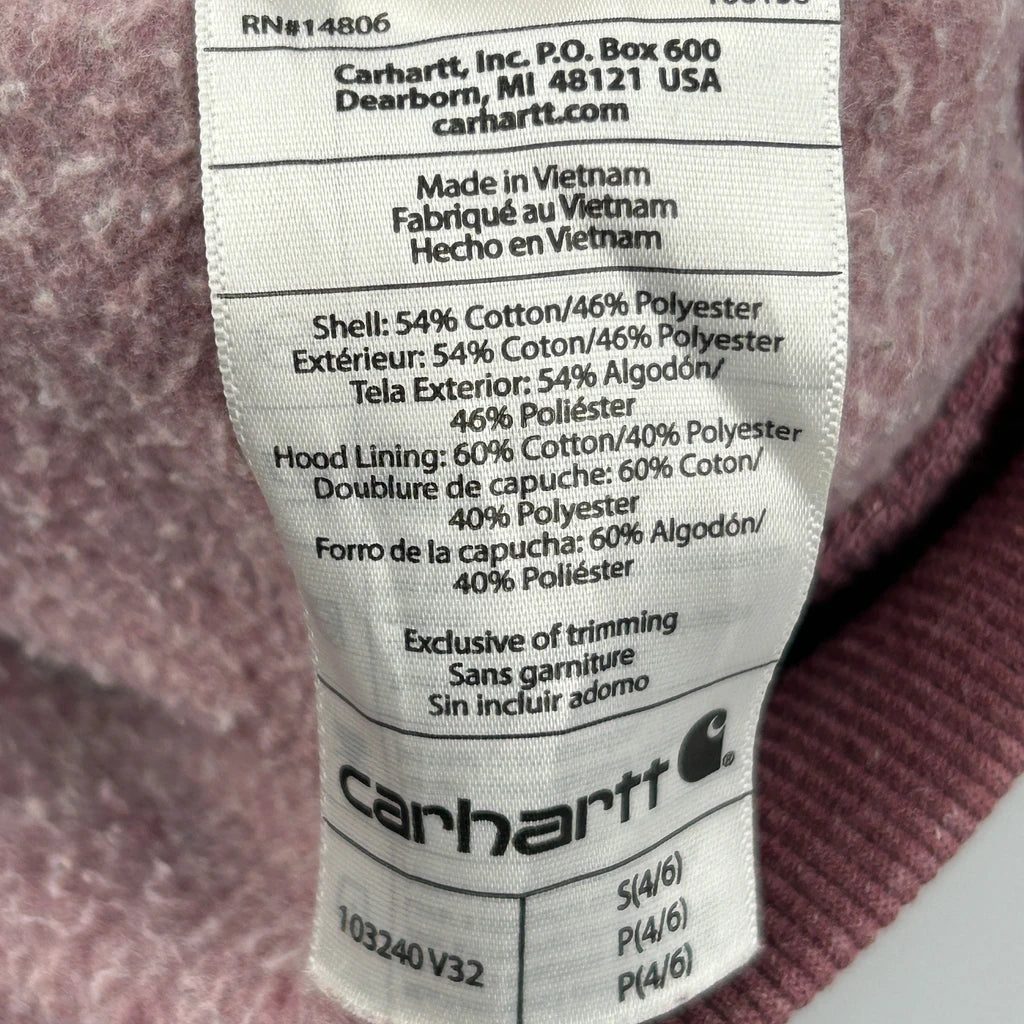 RN#14806
Carhartt, Inc. P.O. Box 600
Dearborn, MI 48121 USA
carhartt.com
Made in Vietnam
Fabriqué au Vietnam
Hecho en Vietnam
Shell: 54% Cotton/46% Polyester
Extérieur: 54% Coton/46% Polyester
Tela Exterior: 54% Algodón/
46% Poliéster
Hood Lining: 60% Cotton/40% Polyester
Doublure de capuche: 60% Coton/
40% Polyester
Forro de la capucha: 60% Algodón/
40% Poliéster
Exclusive of trimming
Sans garniture
Sin incluir adorno
carhartt®
103240 V32
S(4/6)
P(4/6)
P(4/6)